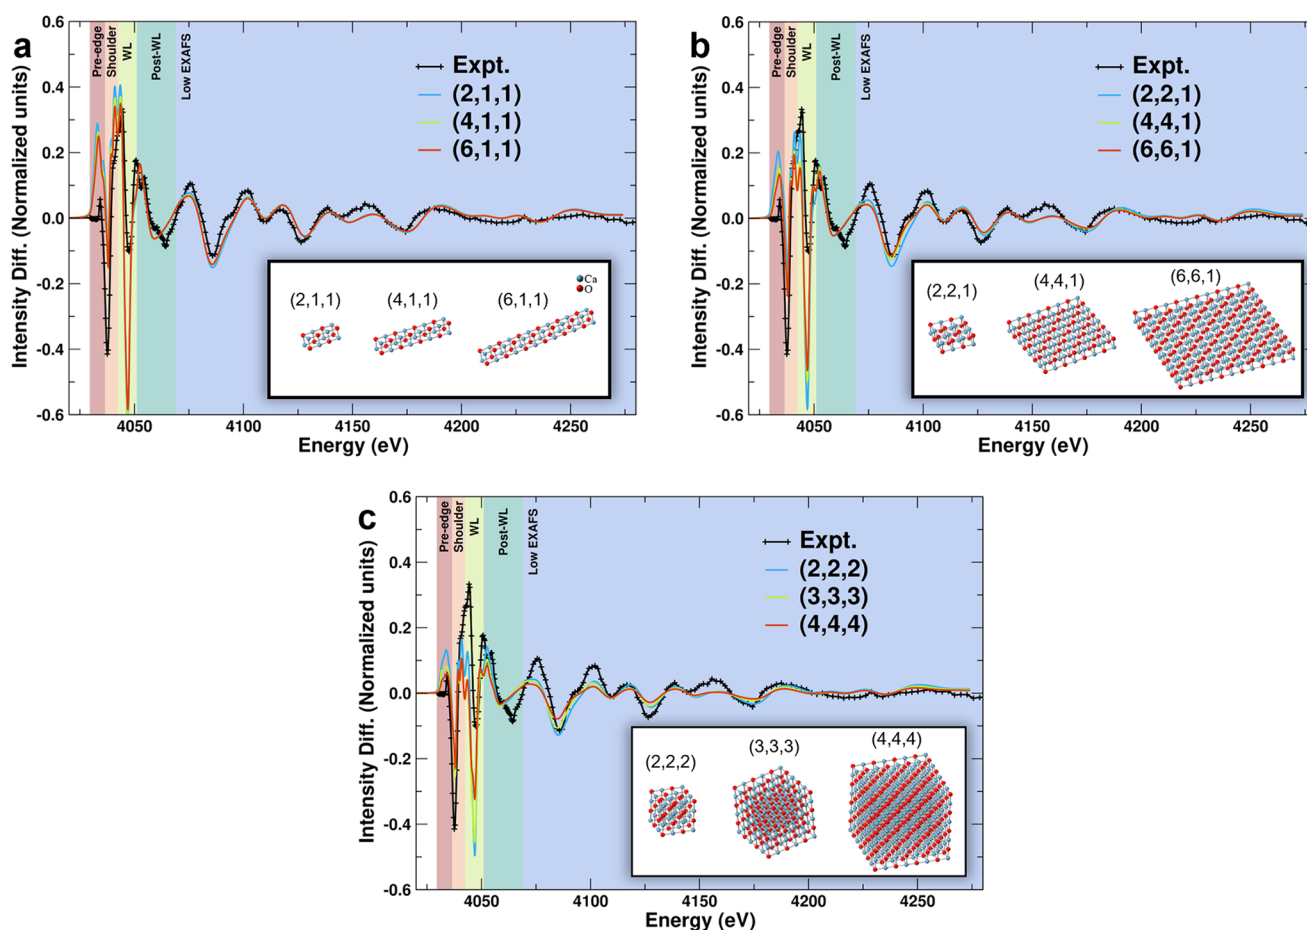 a
Intensity Diff. (Normalized units)
0.6
0.4
0.2
0.0
-0.2
-0.4
-0.6
Pre-edge
Shoulder
WL
Post-WL
Low EXAFS
Expt.
(2,1,1)
(4,1,1)
(6,1,1)
Ca
O
(2,1,1)
(4,1,1)
(6,1,1)
4050 4100 4150 4200 4250
Energy (eV)
b
Intensity Diff. (Normalized units)
0.6
0.4
0.2
0.0
-0.2
-0.4
-0.6
Pre-edge
Shoulder
WL
Post-WL
Low EXAFS
Expt.
(2,2,1)
(4,4,1)
(6,6,1)
(2,2,1)
(4,4,1)
(6,6,1)
4050 4100 4150 4200 4250
Energy (eV)
c
Intensity Diff. (Normalized units)
0.6
0.4
0.2
0.0
-0.2
-0.4
-0.6
Pre-edge
Shoulder
WL
Post-WL
Low EXAFS
Expt.
(2,2,2)
(3,3,3)
(4,4,4)
(2,2,2)
(3,3,3)
(4,4,4)
4050 4100 4150 4200 4250
Energy (eV)